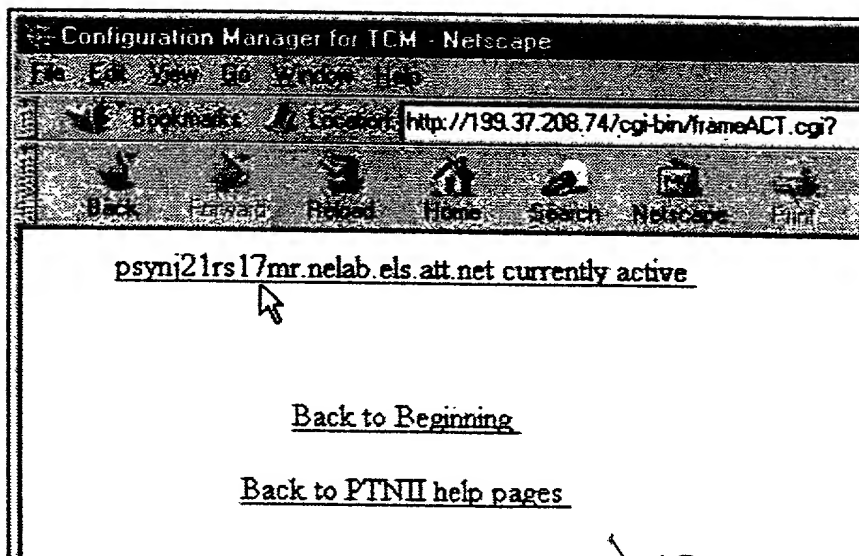 Configuration Manager for TCM - Netscape
File Edit View Go Window Help
Bookmarks Location: http://199.37.208.74/cgi-bin/frameACT.cgi?
Back Forward Reload Home Search Netscape Print
psynj21rs17mr.nelab.els.att.net currently active
Back to Beginning
Back to PTNII help pages